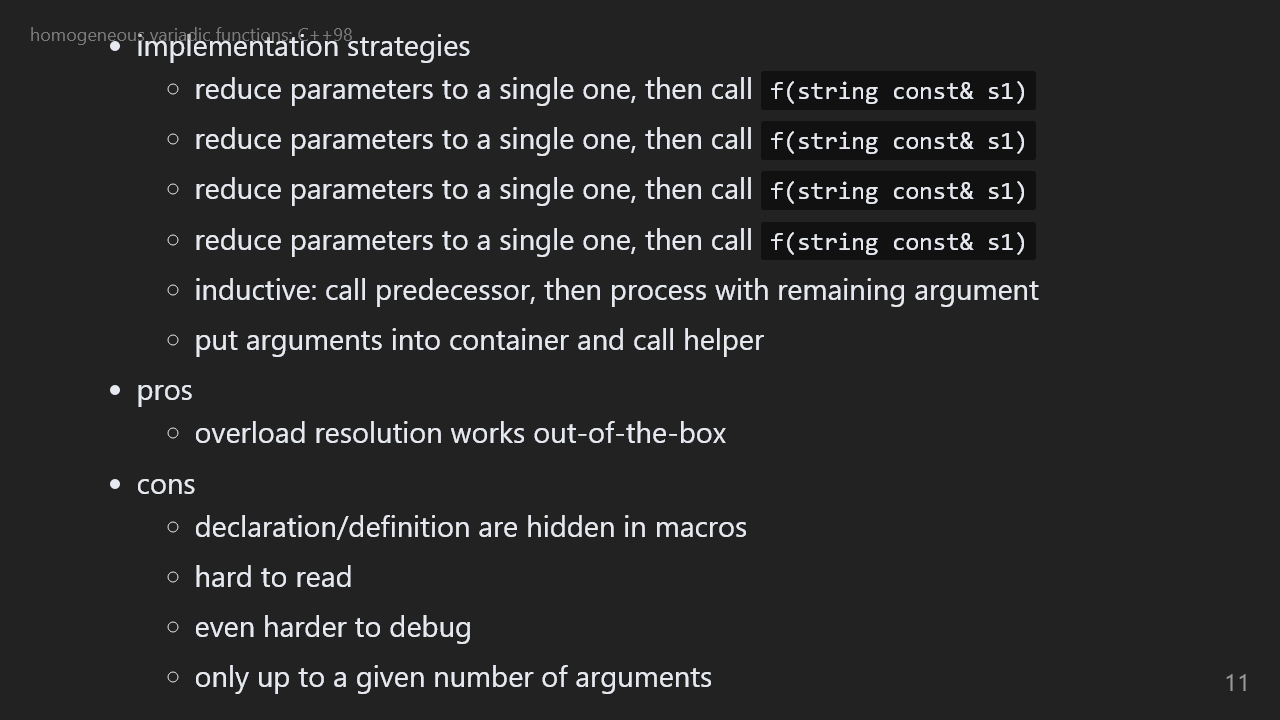 homogeneous variadic functions: C++98
• implementation strategies
○ reduce parameters to a single one, then call f(string const& s1)
○ reduce parameters to a single one, then call f(string const& s1)
○ reduce parameters to a single one, then call f(string const& s1)
○ reduce parameters to a single one, then call f(string const& s1)
○ inductive: call predecessor, then process with remaining argument
○ put arguments into container and call helper
• pros
○ overload resolution works out-of-the-box
• cons
○ declaration/definition are hidden in macros
○ hard to read
○ even harder to debug
○ only up to a given number of arguments
11